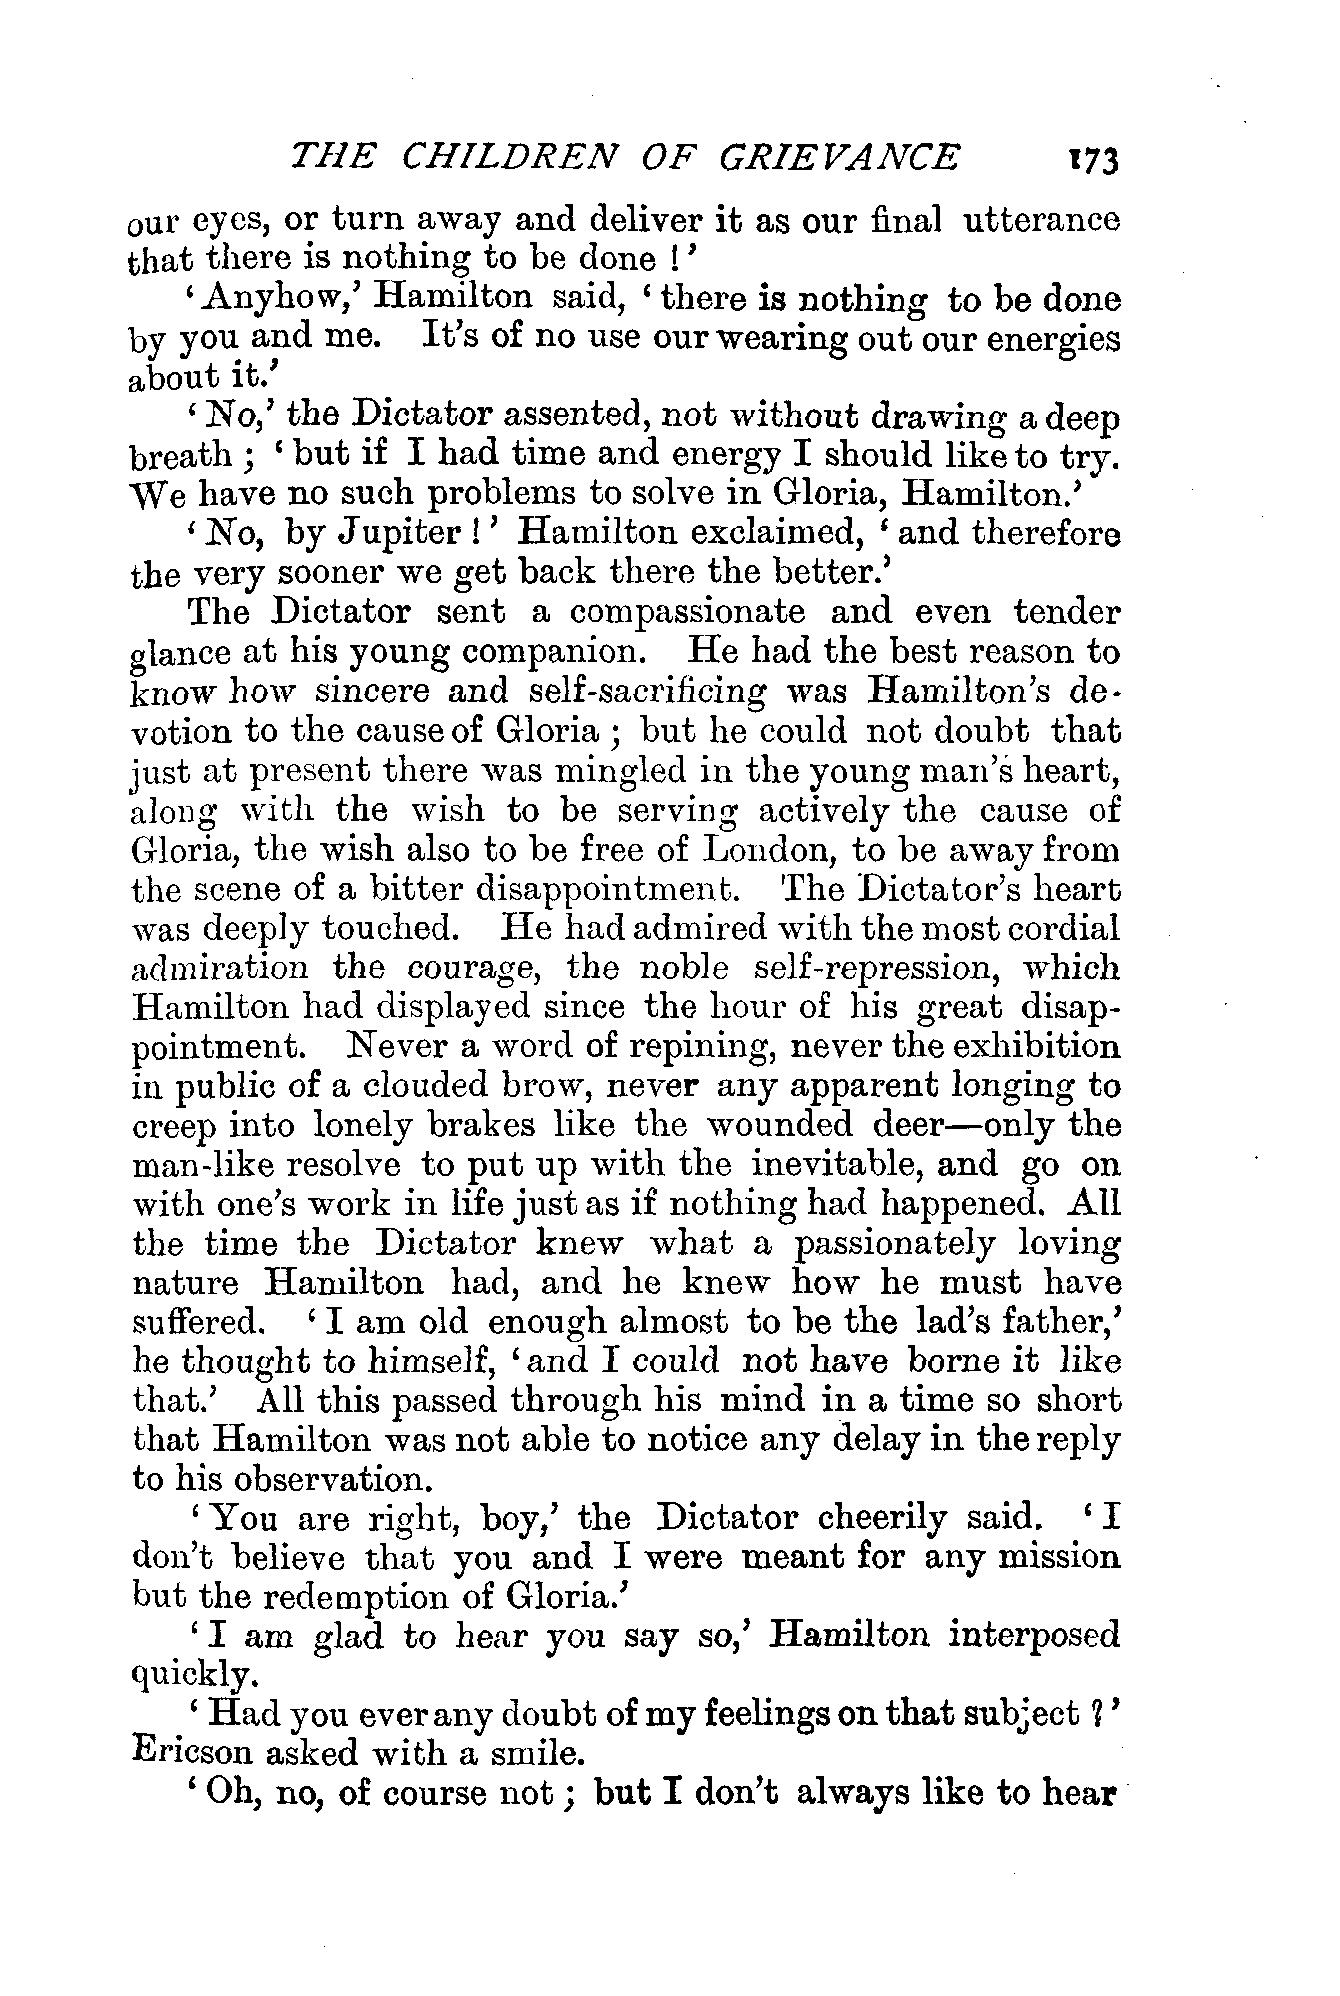 THE CHILDREN OF GRIEVANCE 173
our eyes, or turn away and deliver it as our final utterance
that there is nothing to be done !'
‘Anyhow,’ Hamilton said, ‘there is nothing to be done
by you and me. It’s of no use our wearing out our energies
about it.’
‘No,’ the Dictator assented, not without drawing a deep
breath ; ‘but if I had time and energy I should like to try.
We have no such problems to solve in Gloria, Hamilton.’
‘No, by Jupiter !’ Hamilton exclaimed, ‘and therefore
the very sooner we get back there the better.’
The Dictator sent a compassionate and even tender
glance at his young companion. He had the best reason to
know how sincere and self-sacrificing was Hamilton’s de-
votion to the cause of Gloria ; but he could not doubt that
just at present there was mingled in the young man’s heart,
along with the wish to be serving actively the cause of
Gloria, the wish also to be free of London, to be away from
the scene of a bitter disappointment. The Dictator’s heart
was deeply touched. He had admired with the most cordial
admiration the courage, the noble self-repression, which
Hamilton had displayed since the hour of his great disap-
pointment. Never a word of repining, never the exhibition
in public of a clouded brow, never any apparent longing to
creep into lonely brakes like the wounded deer—only the
man-like resolve to put up with the inevitable, and go on
with one’s work in life just as if nothing had happened. All
the time the Dictator knew what a passionately loving
nature Hamilton had, and he knew how he must have
suffered. ‘I am old enough almost to be the lad’s father,’
he thought to himself, ‘and I could not have borne it like
that.’ All this passed through his mind in a time so short
that Hamilton was not able to notice any delay in the reply
to his observation.
‘You are right, boy,’ the Dictator cheerily said. ‘I
don’t believe that you and I were meant for any mission
but the redemption of Gloria.’
‘I am glad to hear you say so,’ Hamilton interposed
quickly.
‘Had you ever any doubt of my feelings on that subject ?’
Ericson asked with a smile.
‘Oh, no, of course not ; but I don’t always like to hear